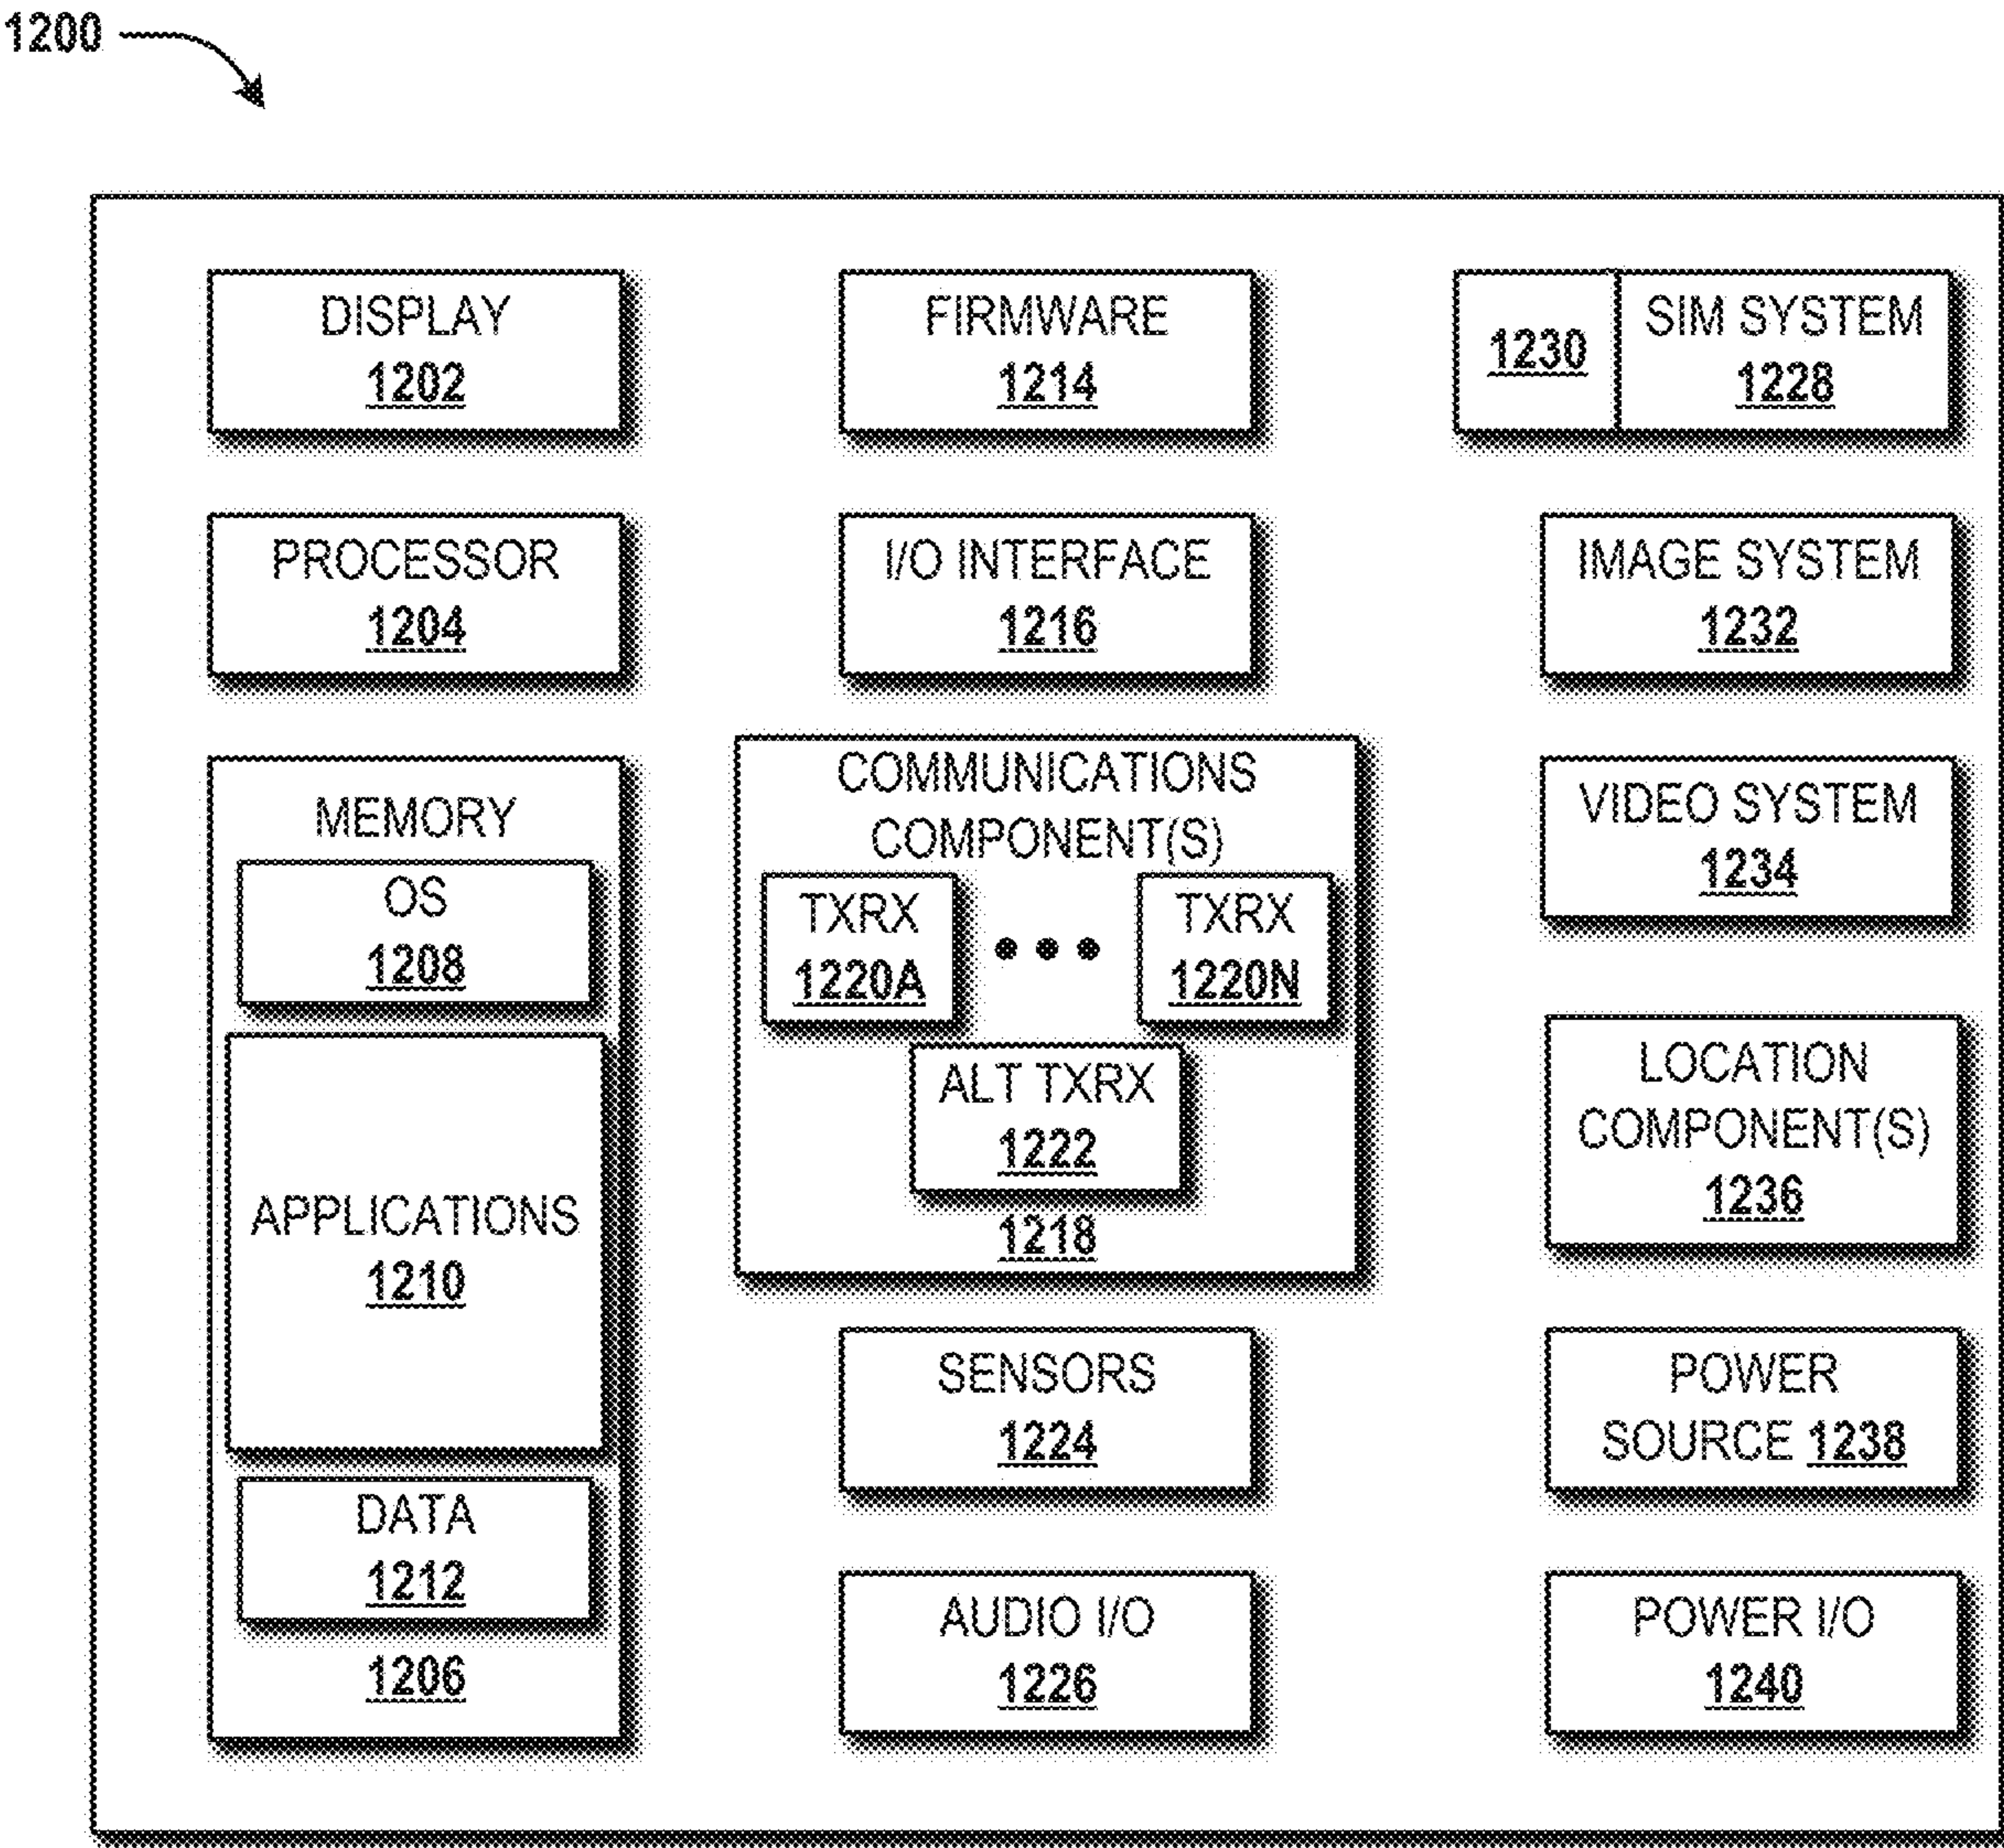 1200
DISPLAY
1202
PROCESSOR
1204
MEMORY
OS
1208
APPLICATIONS
1210
DATA
1212
1206
FIRMWARE
1214
I/O INTERFACE
1216
COMMUNICATIONS
COMPONENT(S)
TXRX
1220A
TXRX
1220N
ALT TXRX
1222
1218
SENSORS
1224
AUDIO I/O
1226
1230
SIM SYSTEM
1228
IMAGE SYSTEM
1232
VIDEO SYSTEM
1234
LOCATION
COMPONENT(S)
1236
POWER
SOURCE 1238
POWER I/O
1240